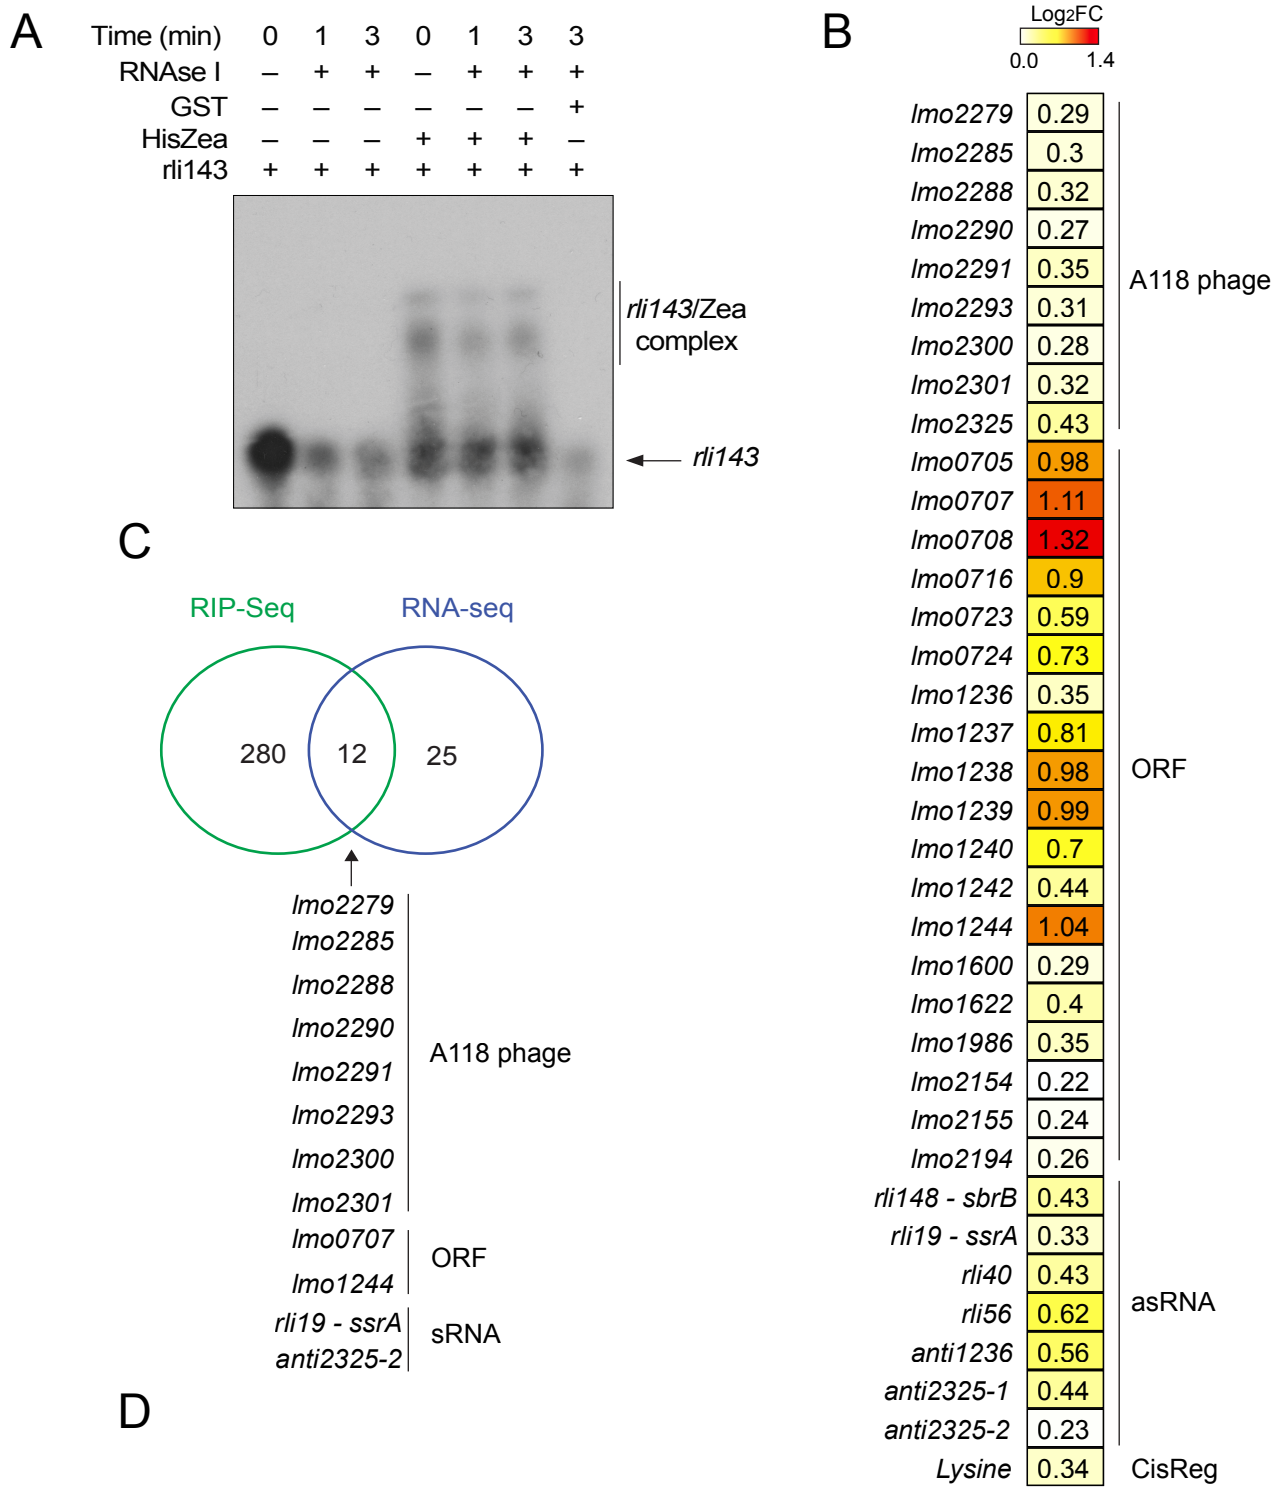 A
Time (min) 0 1 3 0 1 3 3
RNAse I – + + – + + +
GST – – – – – – +
HisZea – – – + + + –
rli143 + + + + + + +
rli143/Zea
complex
rli143
B
Log2FC
0.0 1.4
lmo2279 0.29
lmo2285 0.3
lmo2288 0.32
lmo2290 0.27
lmo2291 0.35
A118 phage
lmo2293 0.31
lmo2300 0.28
lmo2301 0.32
lmo2325 0.43
lmo0705 0.98
lmo0707 1.11
lmo0708 1.32
lmo0716 0.9
lmo0723 0.59
lmo0724 0.73
lmo1236 0.35
lmo1237 0.81
lmo1238 0.98 ORF
lmo1239 0.99
lmo1240 0.7
lmo1242 0.44
lmo1244 1.04
lmo1600 0.29
lmo1622 0.4
lmo1986 0.35
lmo2154 0.22
lmo2155 0.24
lmo2194 0.26
rli148 - sbrB 0.43
rli19 - ssrA 0.33
rli40 0.43
asRNA
rli56 0.62
anti1236 0.56
anti2325-1 0.44
anti2325-2 0.23
Lysine 0.34 CisReg
C
RIP-Seq RNA-seq
280 12 25
lmo2279
lmo2285
lmo2288
lmo2290
A118 phage
lmo2291
lmo2293
lmo2300
lmo2301
lmo0707
ORF
lmo1244
rli19 - ssrA
sRNA
anti2325-2
D